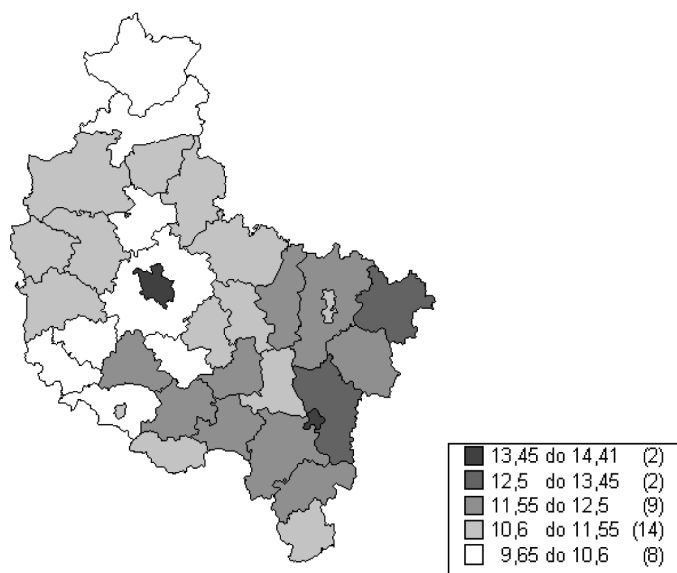 13,45 do 14,41 (2)
12,5 do 13,45 (2)
11,55 do 12,5 (9)
10,6 do 11,55 (14)
9,65 do 10,6 (8)